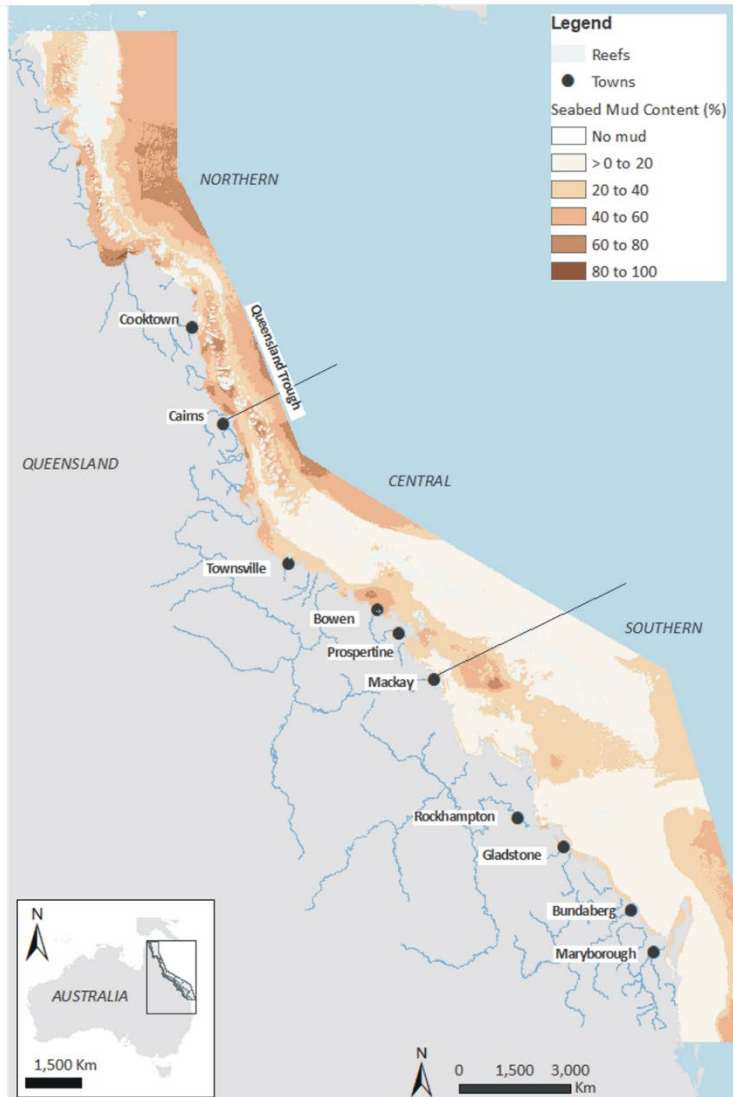 Legend
Reefs
Towns
Seabed Mud Content (%)
No mud
> 0 to 20
20 to 40
40 to 60
60 to 80
80 to 100
NORTHERN
Cooktown
Queensland Trough
Cairns
QUEENSLAND
CENTRAL
Townsville
Bowen
Prospertine
SOUTHERN
Mackay
Rockhampton
Gladstone
Bundaberg
Maryborough
N
AUSTRALIA
1,500 Km
N
0 1,500 3,000
Km